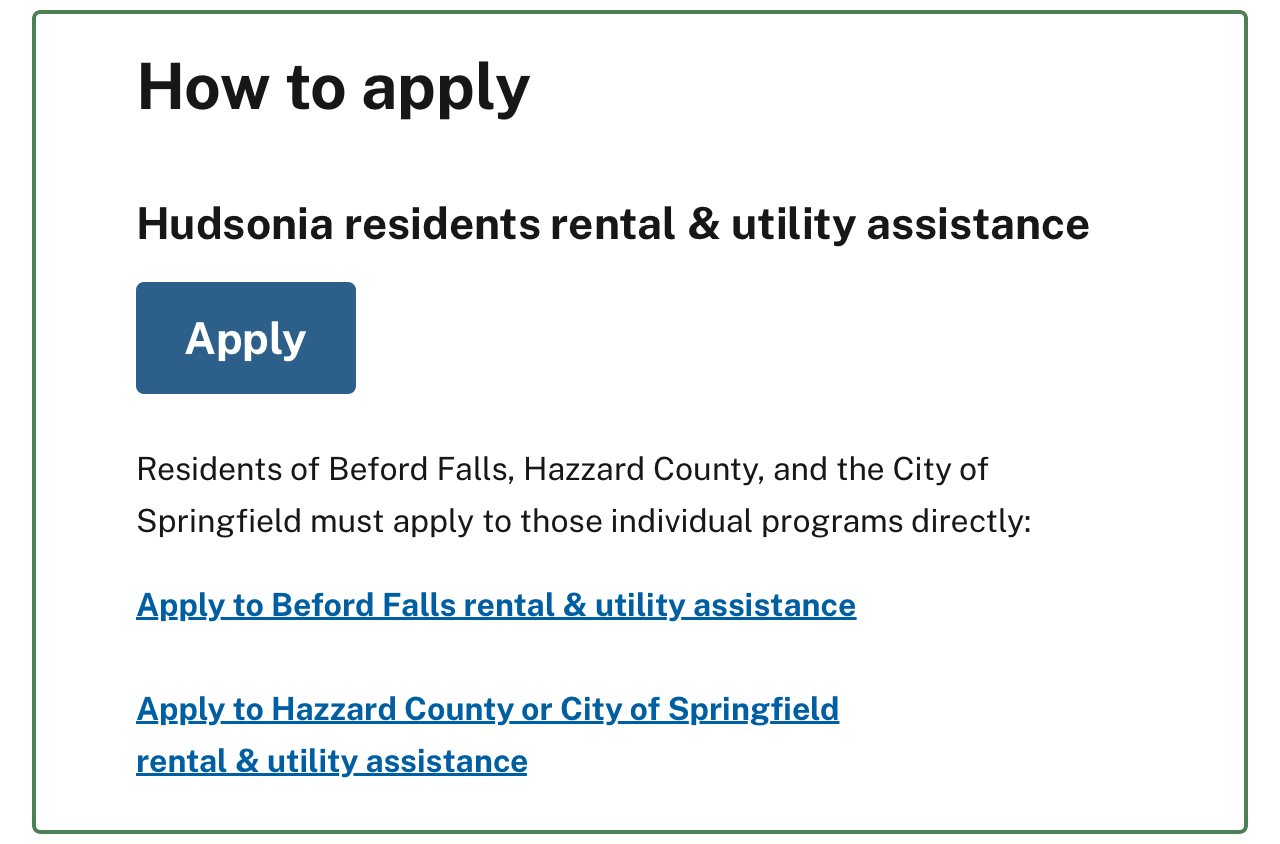 How to apply
Hudsonia residents rental & utility assistance
Apply
Residents of Beford Falls, Hazzard County, and the City of
Springfield must apply to those individual programs directly:
Apply to Beford Falls rental & utility assistance
Apply to Hazzard County or City of Springfield
rental & utility assistance